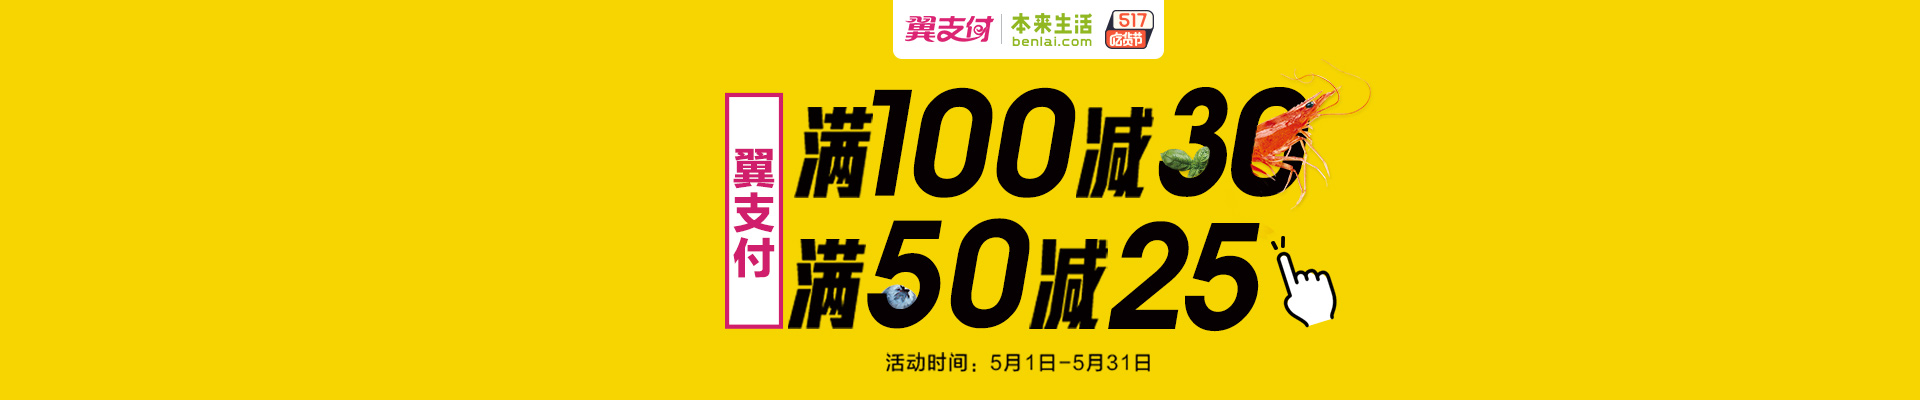 翼支付 本来生活 517
benlai.com 吃货节
翼支付
满100减30
满50减25
活动时间：5月1日-5月31日